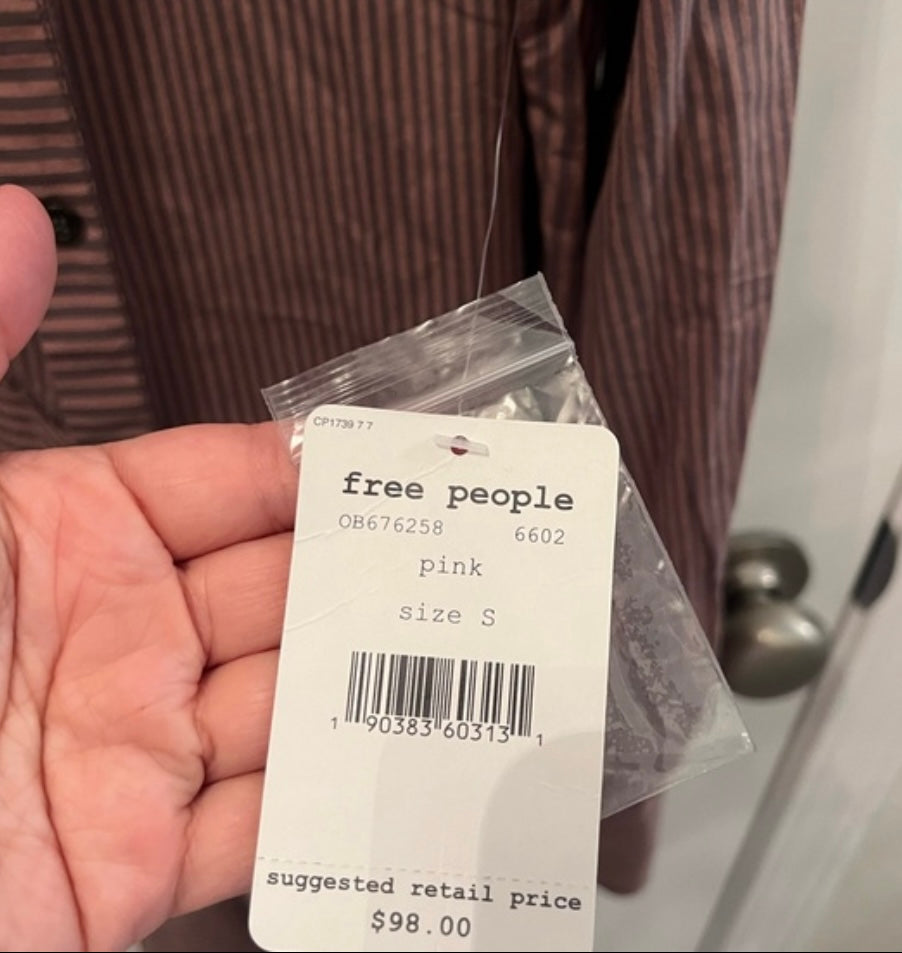 CP1739 7 7
free people
OB676258 6602
pink
size S
1 90383 60313 1
suggested retail price
$98.00